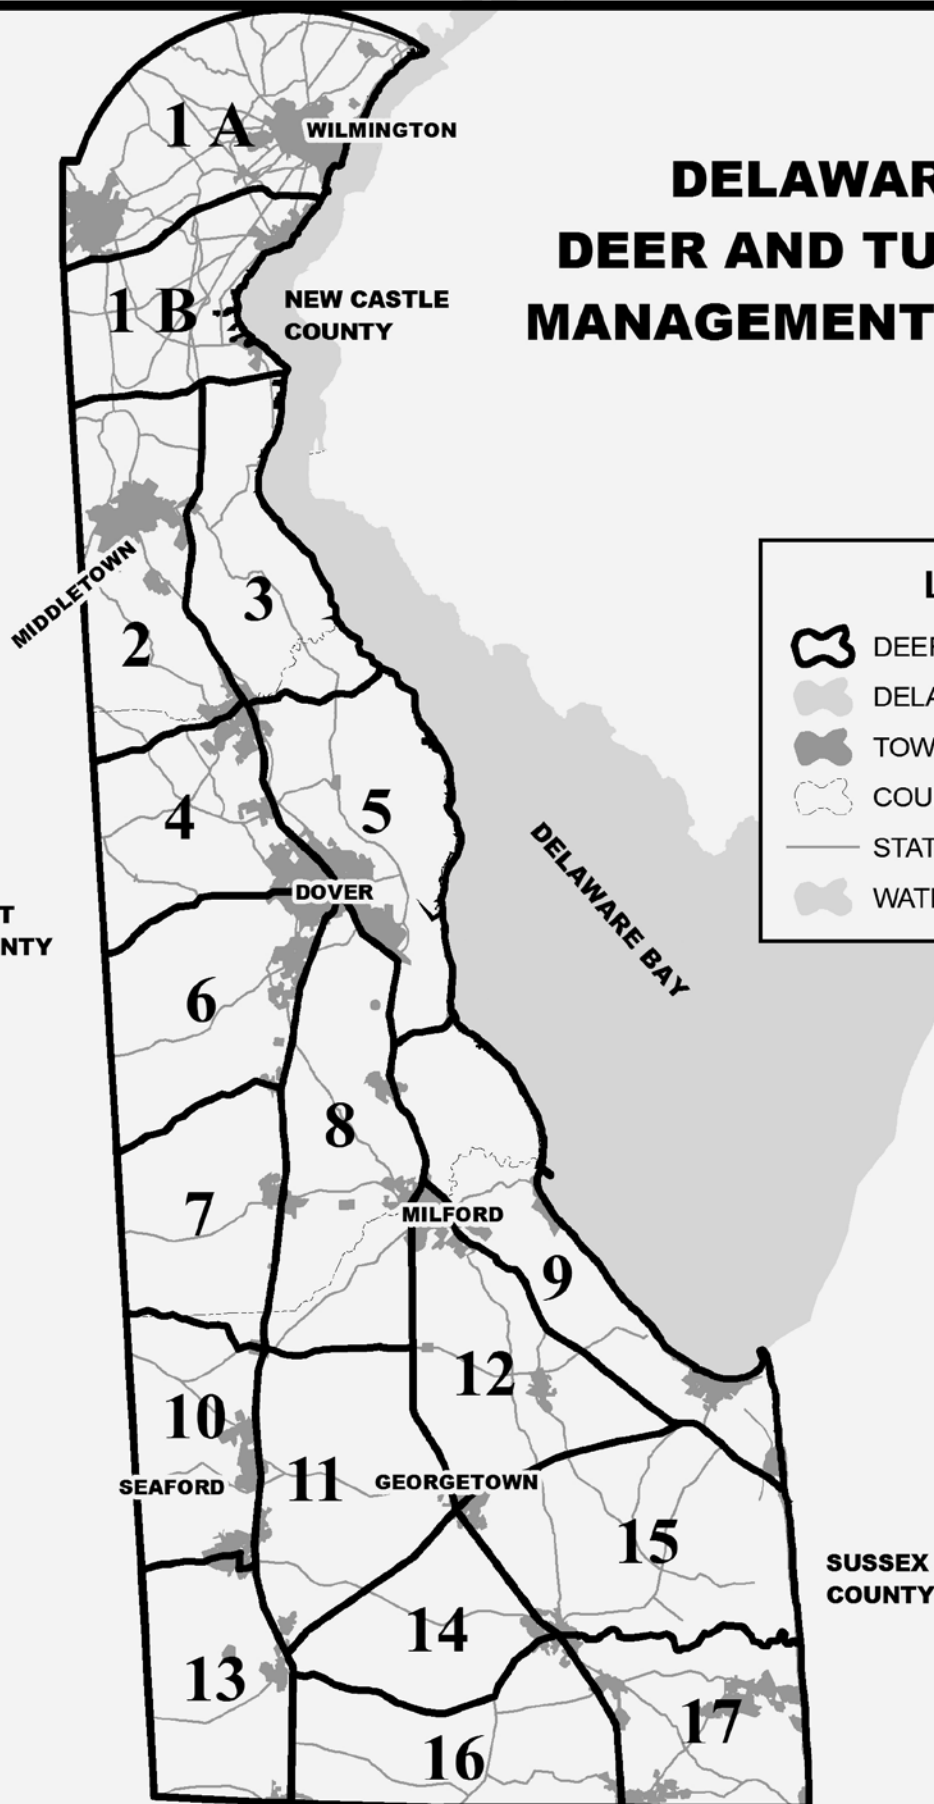 1 A
WILMINGTON
DELAWAR
DEER AND TU
MANAGEMENT
1 B
NEW CASTLE
COUNTY
MIDDLETOWN
2
3
L
DEER
DELA
TOW
COU
STAT
WAT
4
5
DELAWARE BAY
DOVER
T
NTY
6
8
7
MILFORD
9
12
10
SEAFORD
11
GEORGETOWN
15
SUSSEX
COUNTY
14
13
17
16